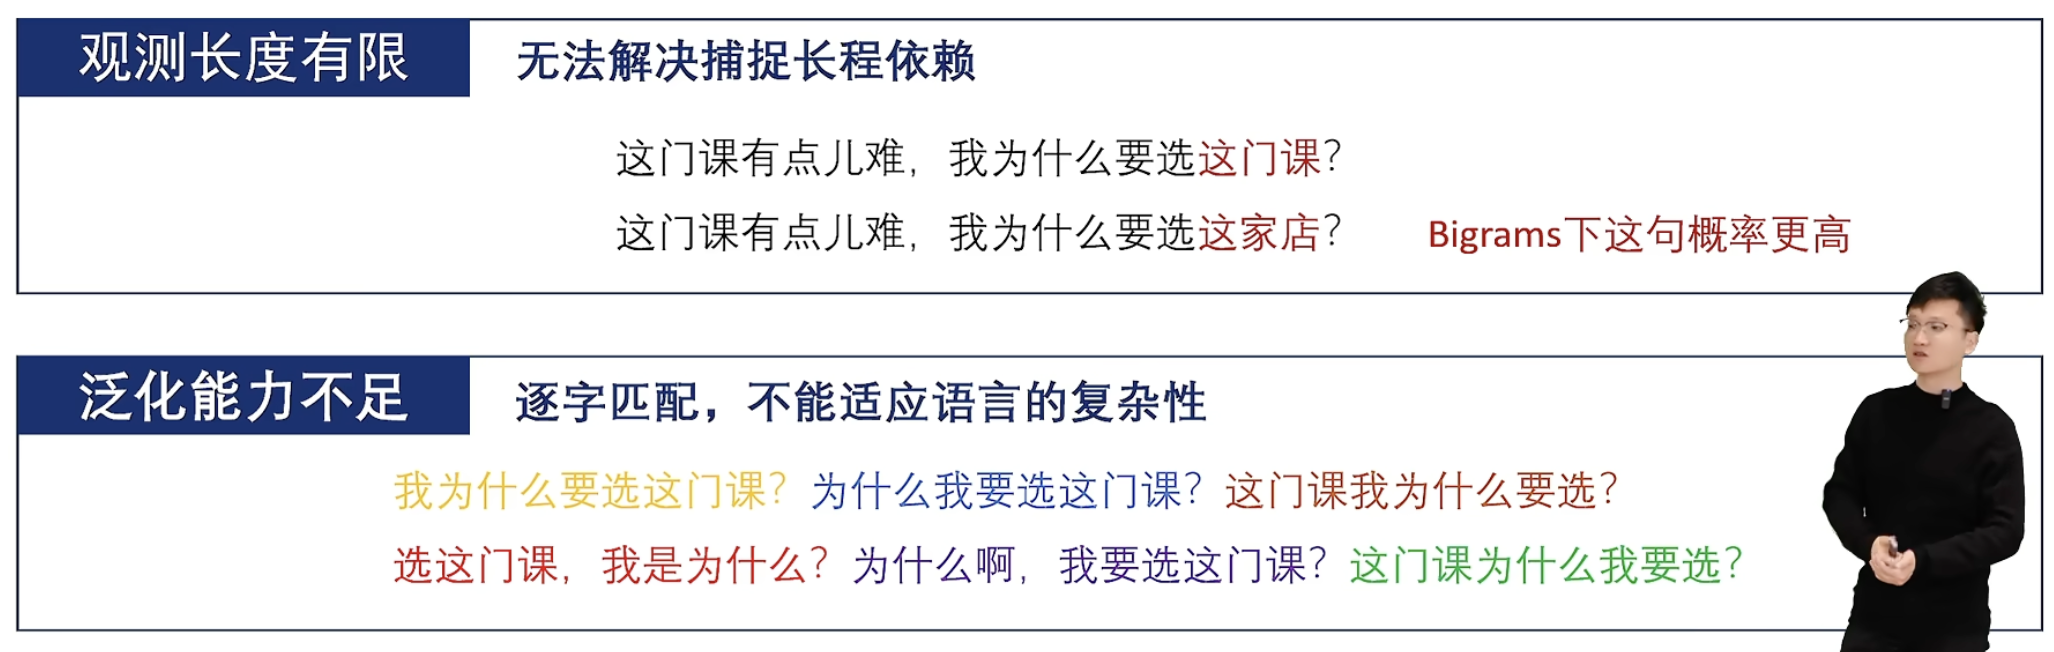 观测长度有限 无法解决捕捉长程依赖
这门课有点儿难，我为什么要选这门课？
这门课有点儿难，我为什么要选这家店？ Bigrams下这句概率更高
泛化能力不足 逐字匹配，不能适应语言的复杂性
我为什么要选这门课？为什么我要选这门课？这门课我为什么要选？
选这门课，我是为什么？为什么啊，我要选这门课？这门课为什么我要选？